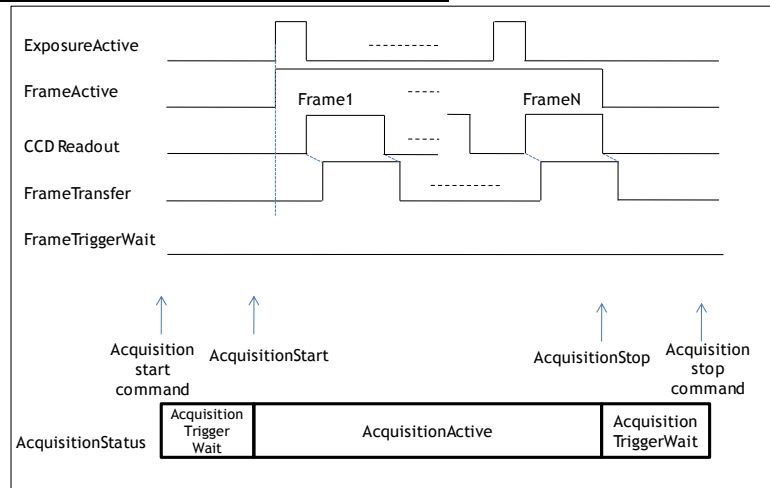 ExposureActive
FrameActive
Frame1
FrameN
CCD Readout
FrameTransfer
FrameTriggerWait
Acquisition
start
command
AcquisitionStart
AcquisitionStop
Acquisition
stop
command
AcquisitionStatus
Acquisition
Trigger
Wait
AcquisitionActive
Acquisition
TriggerWait